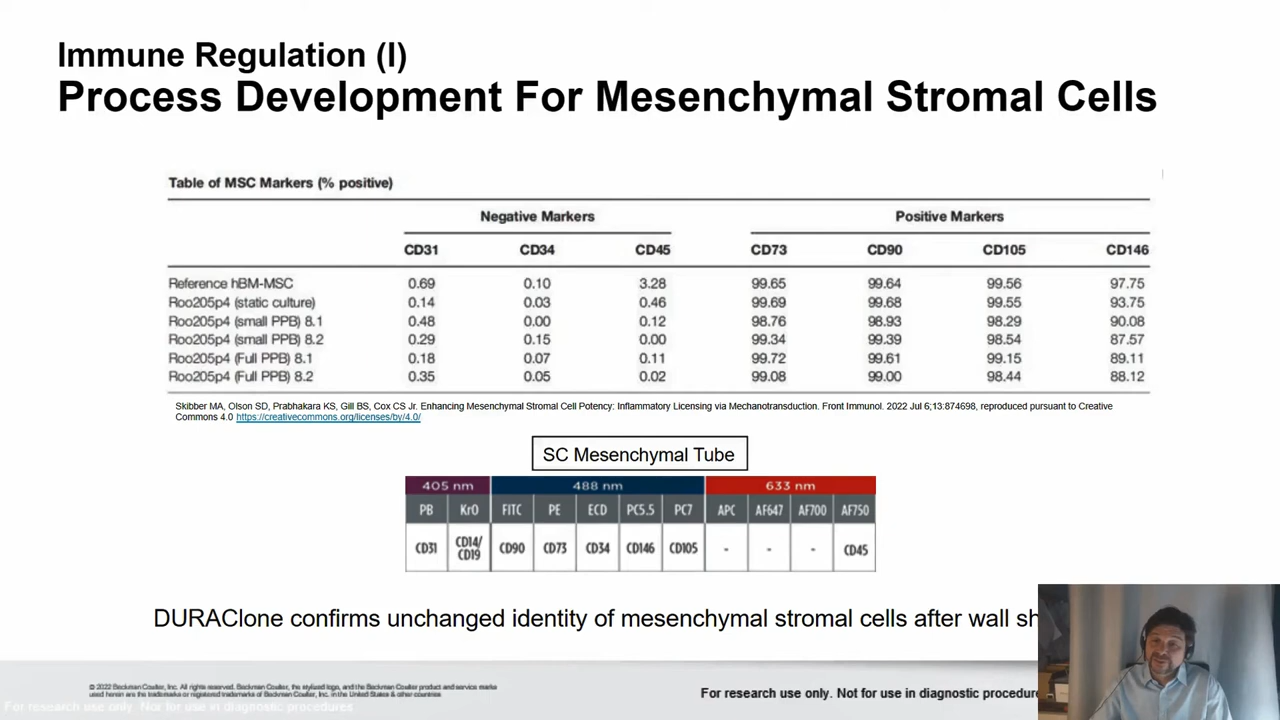 Immune Regulation (I)
Process Development For Mesenchymal Stromal Cells
Table of MSC Markers (% positive)
Negative Markers Positive Markers
CD31 CD34 CD45 CD73 CD90 CD105 CD146
Reference hBM-MSC 0.69 0.10 3.28 99.65 99.64 99.56 97.75
Roo205p4 (static culture) 0.14 0.03 0.46 99.69 99.68 99.55 93.75
Roo205p4 (small PPB) 8.1 0.48 0.00 0.12 98.76 98.93 98.29 90.08
Roo205p4 (small PPB) 8.2 0.29 0.15 0.00 99.34 99.39 98.54 87.57
Roo205p4 (Full PPB) 8.1 0.18 0.07 0.11 99.72 99.61 99.15 89.11
Roo205p4 (Full PPB) 8.2 0.35 0.05 0.02 99.08 99.00 98.44 88.12
Skibber MA, Olson SD, Prabhakara KS, Gill BS, Cox CS Jr. Enhancing Mesenchymal Stromal Cell Potency: Inflammatory Licensing via Mechanotransduction. Front Immunol. 2022 Jul 6;13:874698, reproduced pursuant to Creative
Commons 4.0 https://creativecommons.org/licenses/by/4.0/
SC Mesenchymal Tube
405 nm 488 nm 633 nm
PB KrO FITC PE ECD PC5.5 PC7 APC AF647 AF700 AF750
CD31 CD14/CD19 CD90 CD73 CD34 CD146 CD105 - - - CD45
DURAClone confirms unchanged identity of mesenchymal stromal cells after wall sh
© 2022 Beckman Coulter, Inc. All rights reserved. Beckman Coulter, the stylized logo, and the Beckman Coulter product and service marks
used herein are the trademarks or registered trademarks of Beckman Coulter, Inc. in the United States & other countries
For research use only. Not for use in diagnostic procedure
For research use only. Not for use in diagnostic procedures